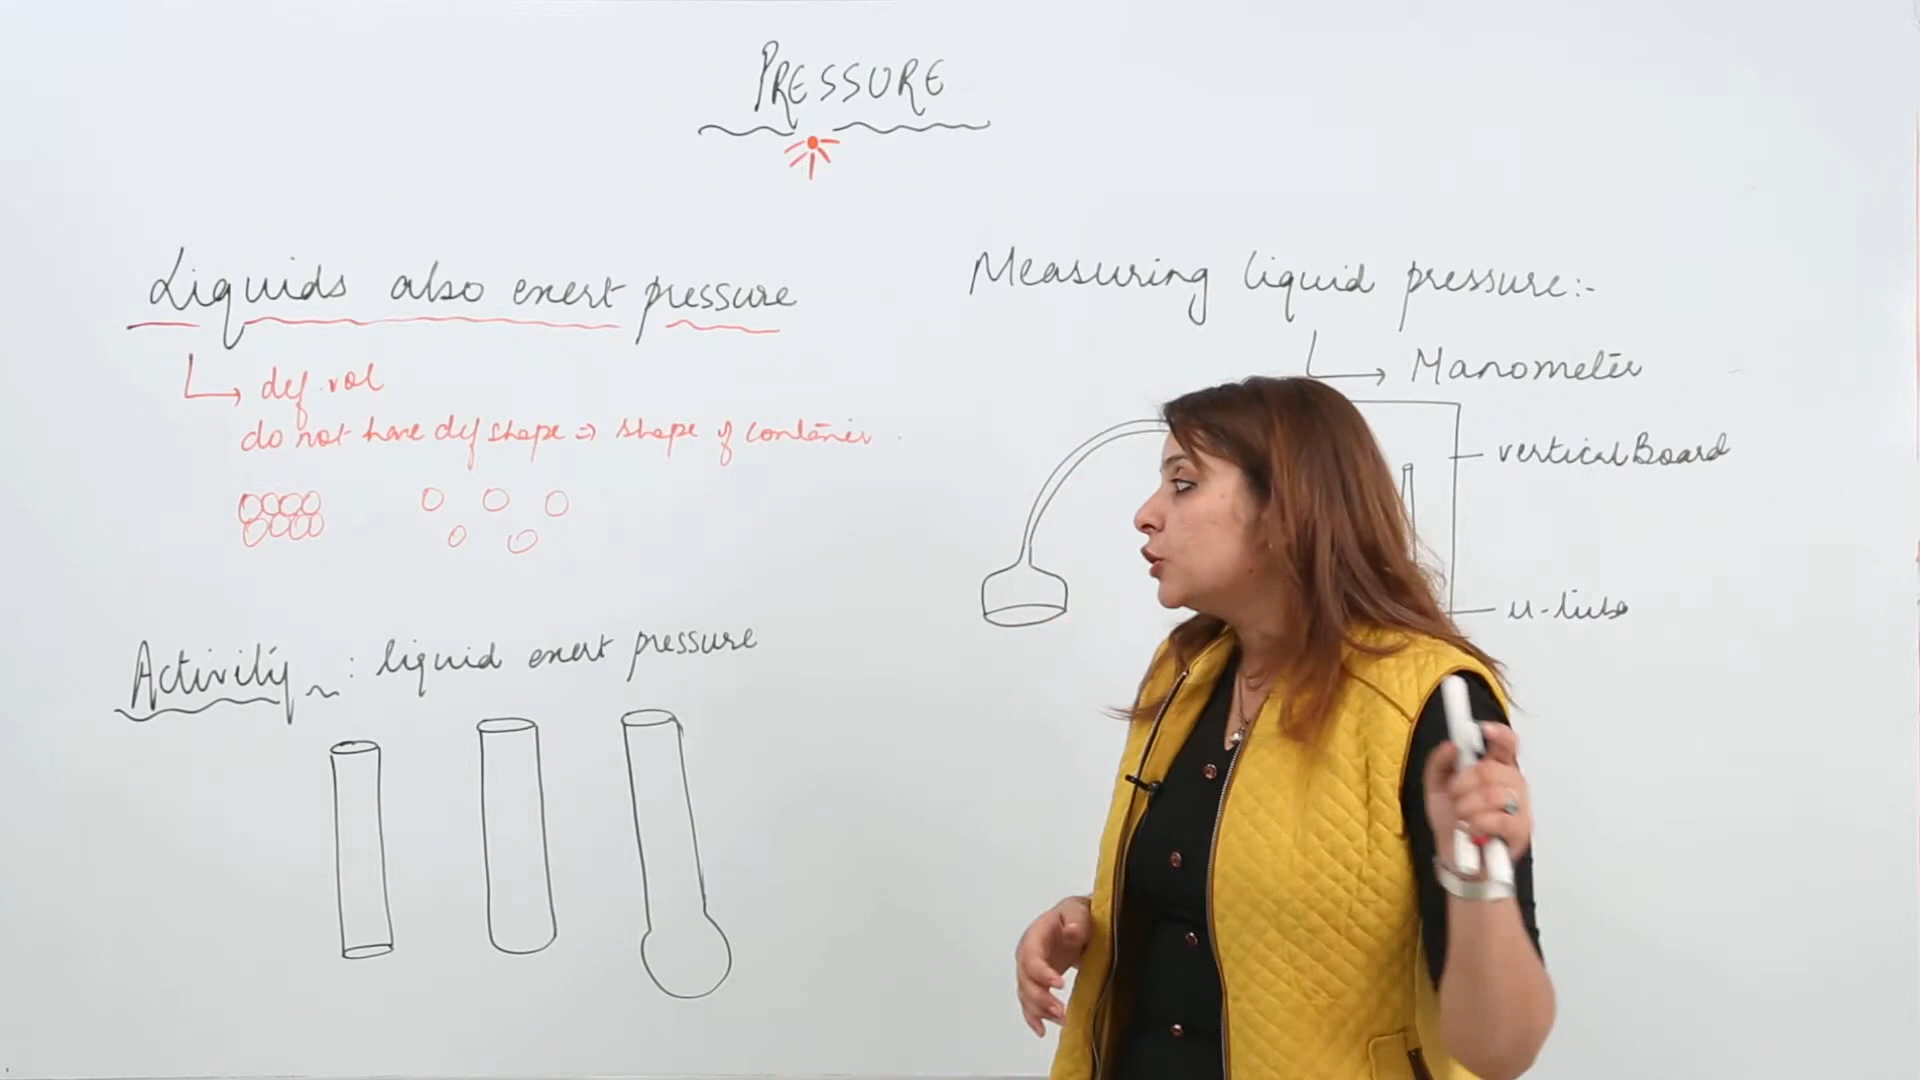 PRESSURE
Liquids also exert pressure
def. vol
do not have def shape => shape of container.
Activity : liquid exert pressure
Measuring liquid pressure:-
Manometer
vertical Board
u-tube